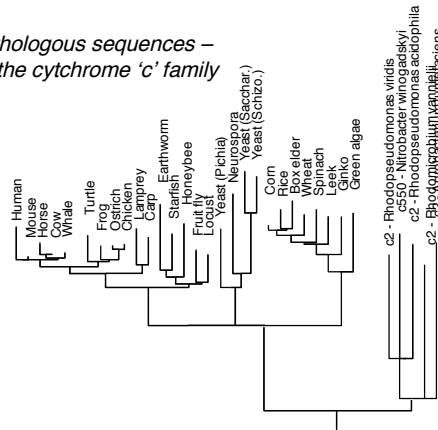 hologous sequences –
the cytchrome ‘c’ family
Human
Mouse
Horse
Cow
Whale
Turtle
Frog
Ostrich
Chicken
Lamprey
Carp
Earthworm
Starfish
Honeybee
Fruit fly
Locust
Yeast (Pichia)
Neurospora
Yeast (Sacchar.)
Yeast (Schizo.)
Corn
Rice
Box elder
Wheat
Spinach
Leek
Ginko
Green algae
c2 - Rhodopseudomonas viridis
c550 - Nitrobacter winogadskyi
c2 - Rhodopseudomonas acidophila
c2 - Rhodomicrobium vannielii